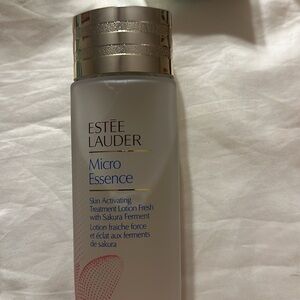 ESTĒE
LAUDER
Micro
Essence
Skin Activating
Treatment Lotion Fresh
with Sakura Ferment
Lotion fraîche force
et éclat aux ferments
de sakura